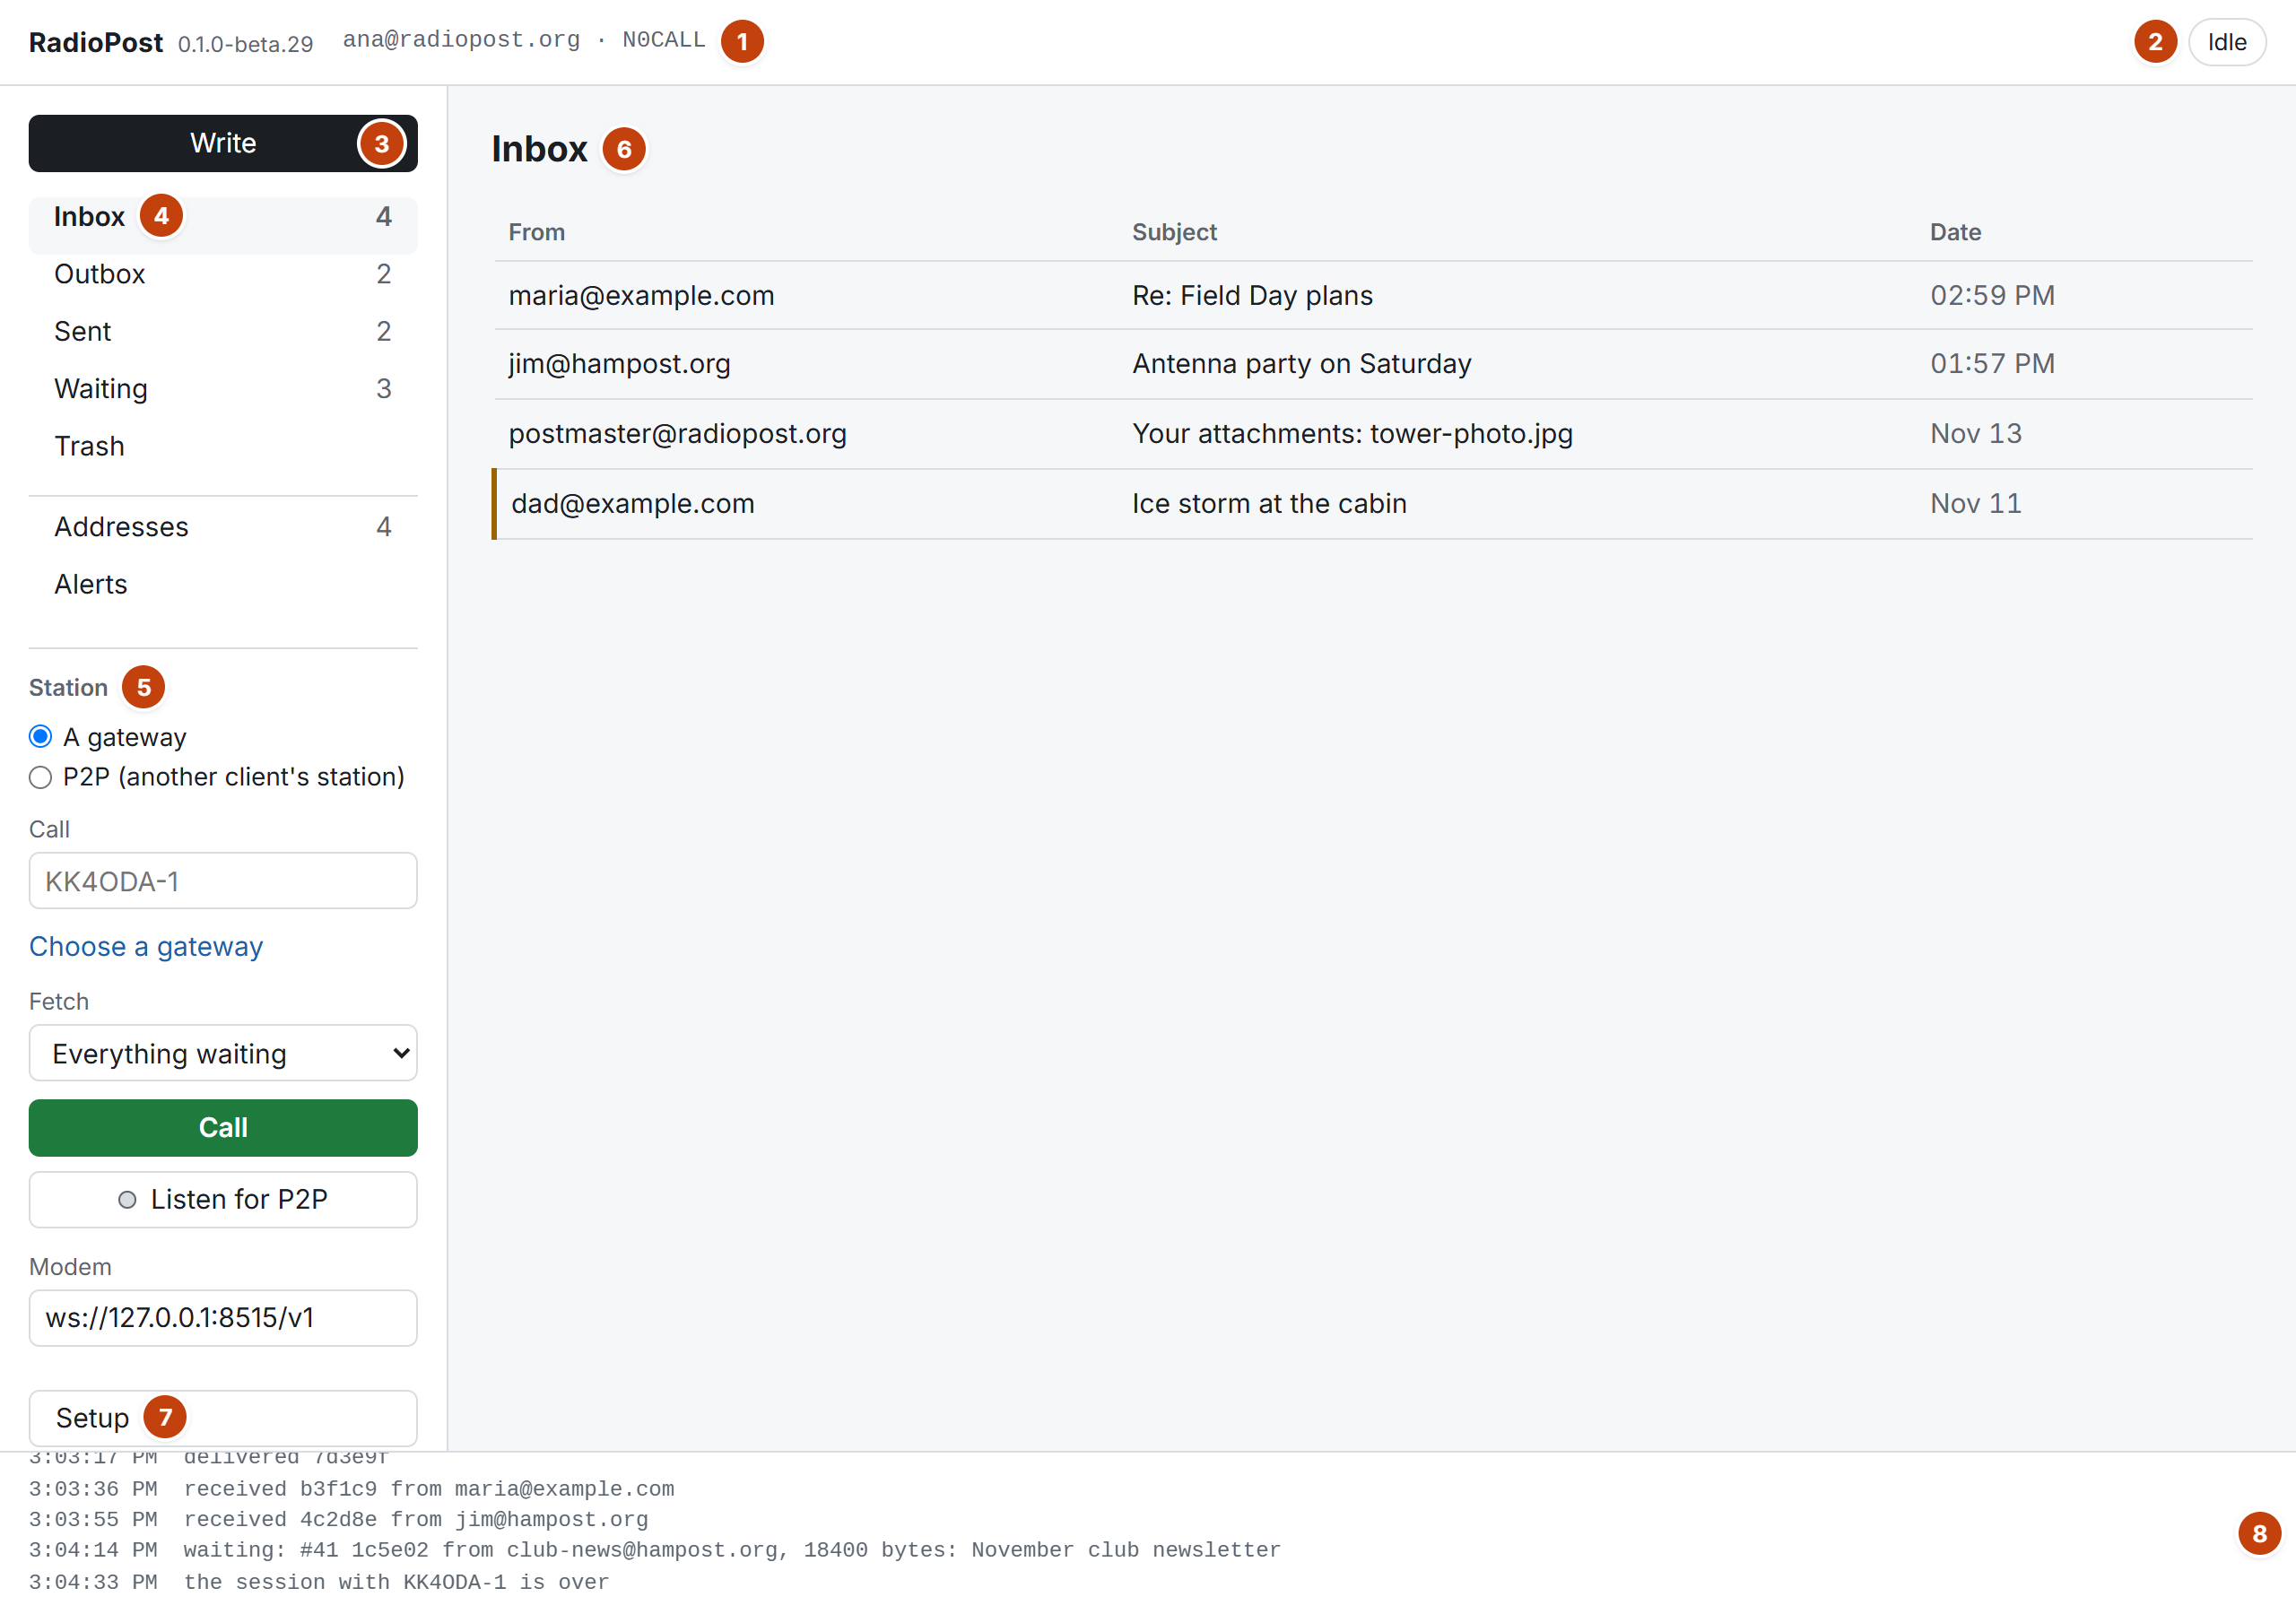 RadioPost 0.1.0-beta.29 ana@radiopost.org · N0CALL 1
2 Idle
Write 3
Inbox 4 4
Outbox 2
Sent 2
Waiting 3
Trash
Addresses 4
Alerts
Station 5
A gateway
P2P (another client's station)
Call
KK4ODA-1
Choose a gateway
Fetch
Everything waiting
Call
Listen for P2P
Modem
ws://127.0.0.1:8515/v1
Setup 7
Inbox 6
From Subject Date
maria@example.com Re: Field Day plans 02:59 PM
jim@hampost.org Antenna party on Saturday 01:57 PM
postmaster@radiopost.org Your attachments: tower-photo.jpg Nov 13
dad@example.com Ice storm at the cabin Nov 11
3:03:17 PM delivered 7d3e9f
3:03:36 PM received b3f1c9 from maria@example.com
3:03:55 PM received 4c2d8e from jim@hampost.org
3:04:14 PM waiting: #41 1c5e02 from club-news@hampost.org, 18400 bytes: November club newsletter
3:04:33 PM the session with KK4ODA-1 is over
8